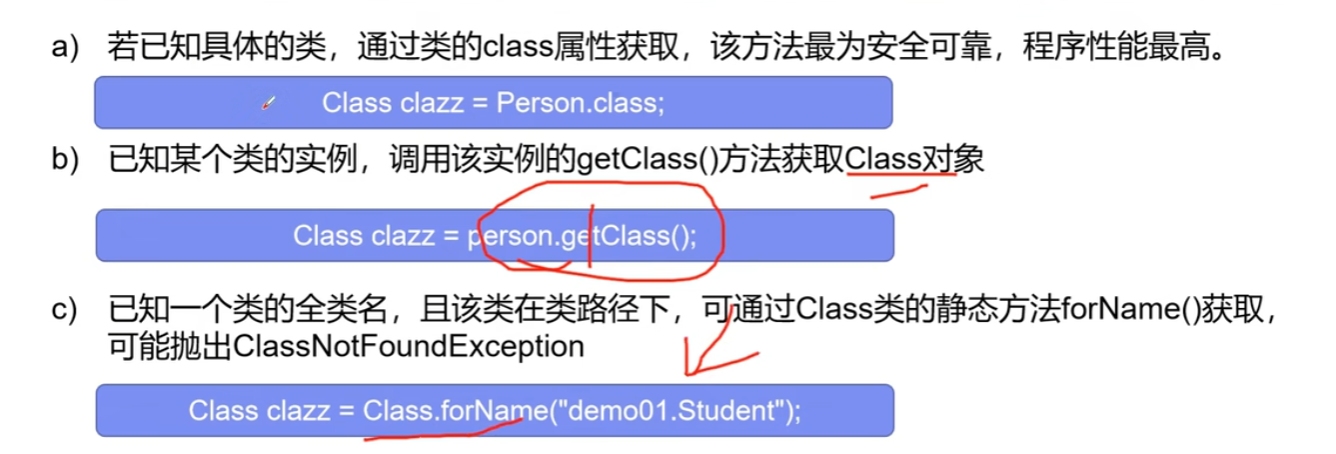 a) 若已知具体的类，通过类的class属性获取，该方法最为安全可靠，程序性能最高。
Class clazz = Person.class;
b) 已知某个类的实例，调用该实例的getClass()方法获取Class对象
Class clazz = person.getClass();
c) 已知一个类的全类名，且该类在类路径下，可通过Class类的静态方法forName()获取，
可能抛出ClassNotFoundException
Class clazz = Class.forName("demo01.Student");